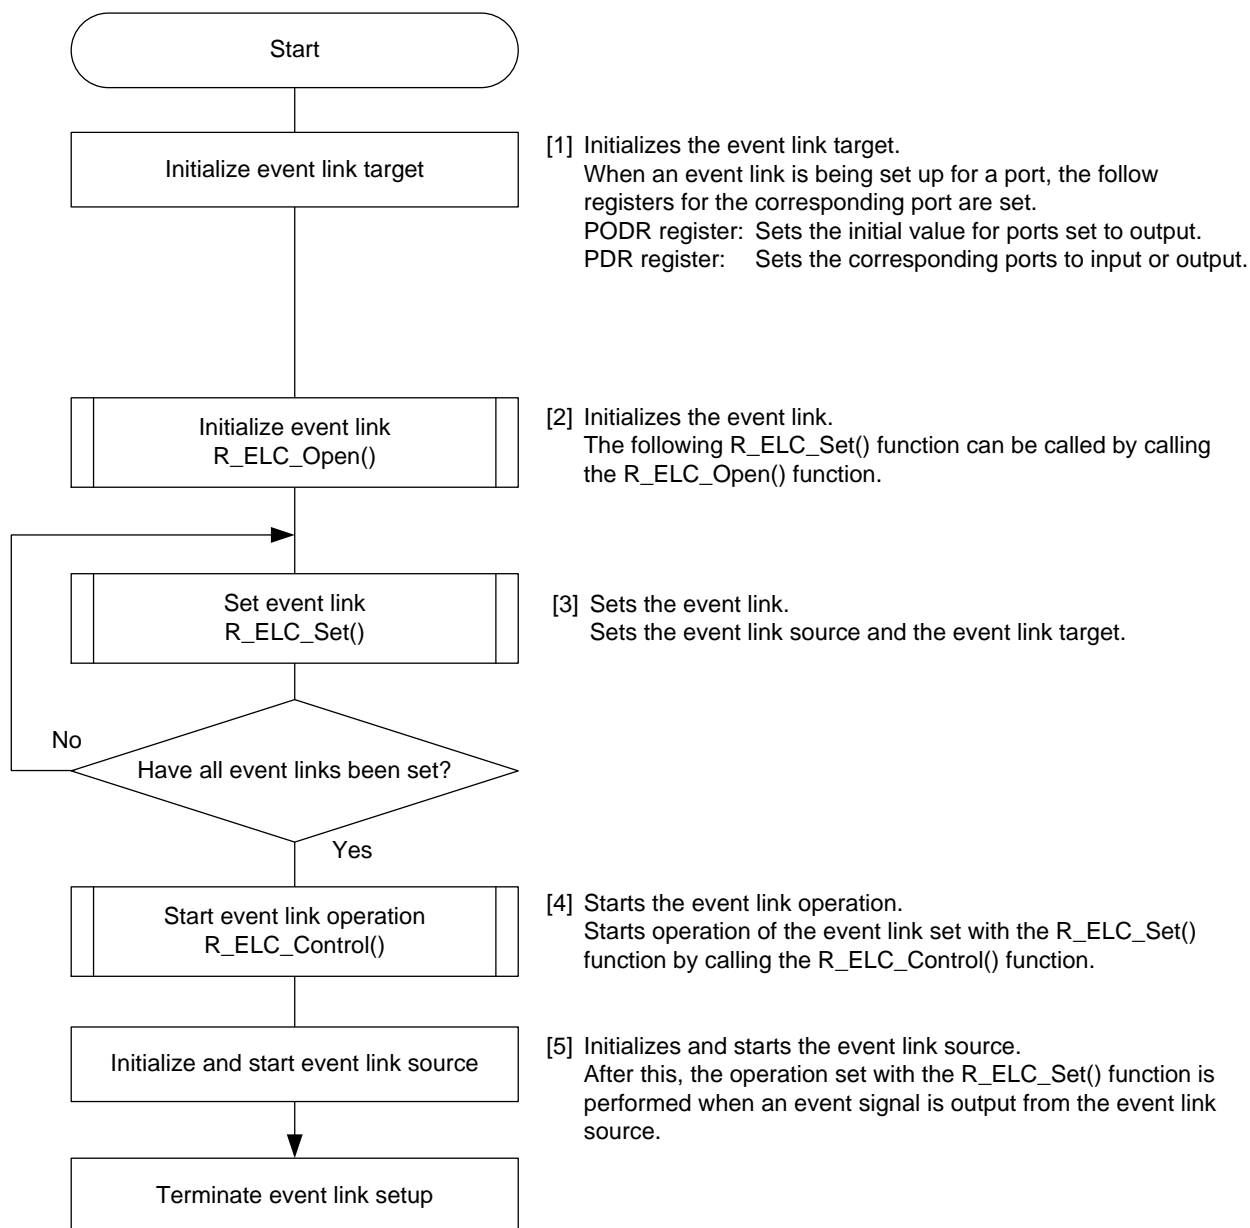 Start
Initialize event link target
[1] Initializes the event link target.
When an event link is being set up for a port, the follow
registers for the corresponding port are set.
PODR register: Sets the initial value for ports set to output.
PDR register: Sets the corresponding ports to input or output.
Initialize event link
R_ELC_Open()
[2] Initializes the event link.
The following R_ELC_Set() function can be called by calling
the R_ELC_Open() function.
Set event link
R_ELC_Set()
[3] Sets the event link.
Sets the event link source and the event link target.
No
Have all event links been set?
Yes
Start event link operation
R_ELC_Control()
[4] Starts the event link operation.
Starts operation of the event link set with the R_ELC_Set()
function by calling the R_ELC_Control() function.
Initialize and start event link source
[5] Initializes and starts the event link source.
After this, the operation set with the R_ELC_Set() function is
performed when an event signal is output from the event link
source.
Terminate event link setup